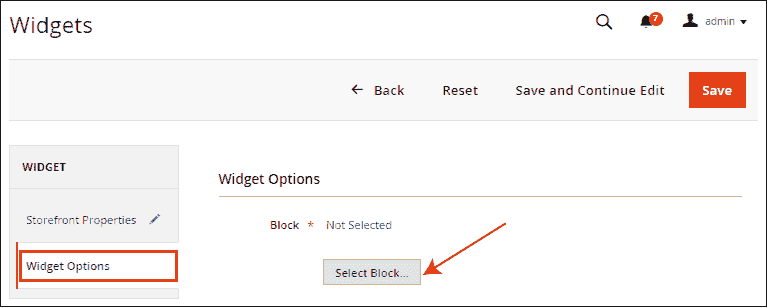 Widgets
7
admin
Back Reset Save and Continue Edit Save
WIDGET
Storefront Properties
Widget Options
Widget Options
Block * Not Selected
Select Block...